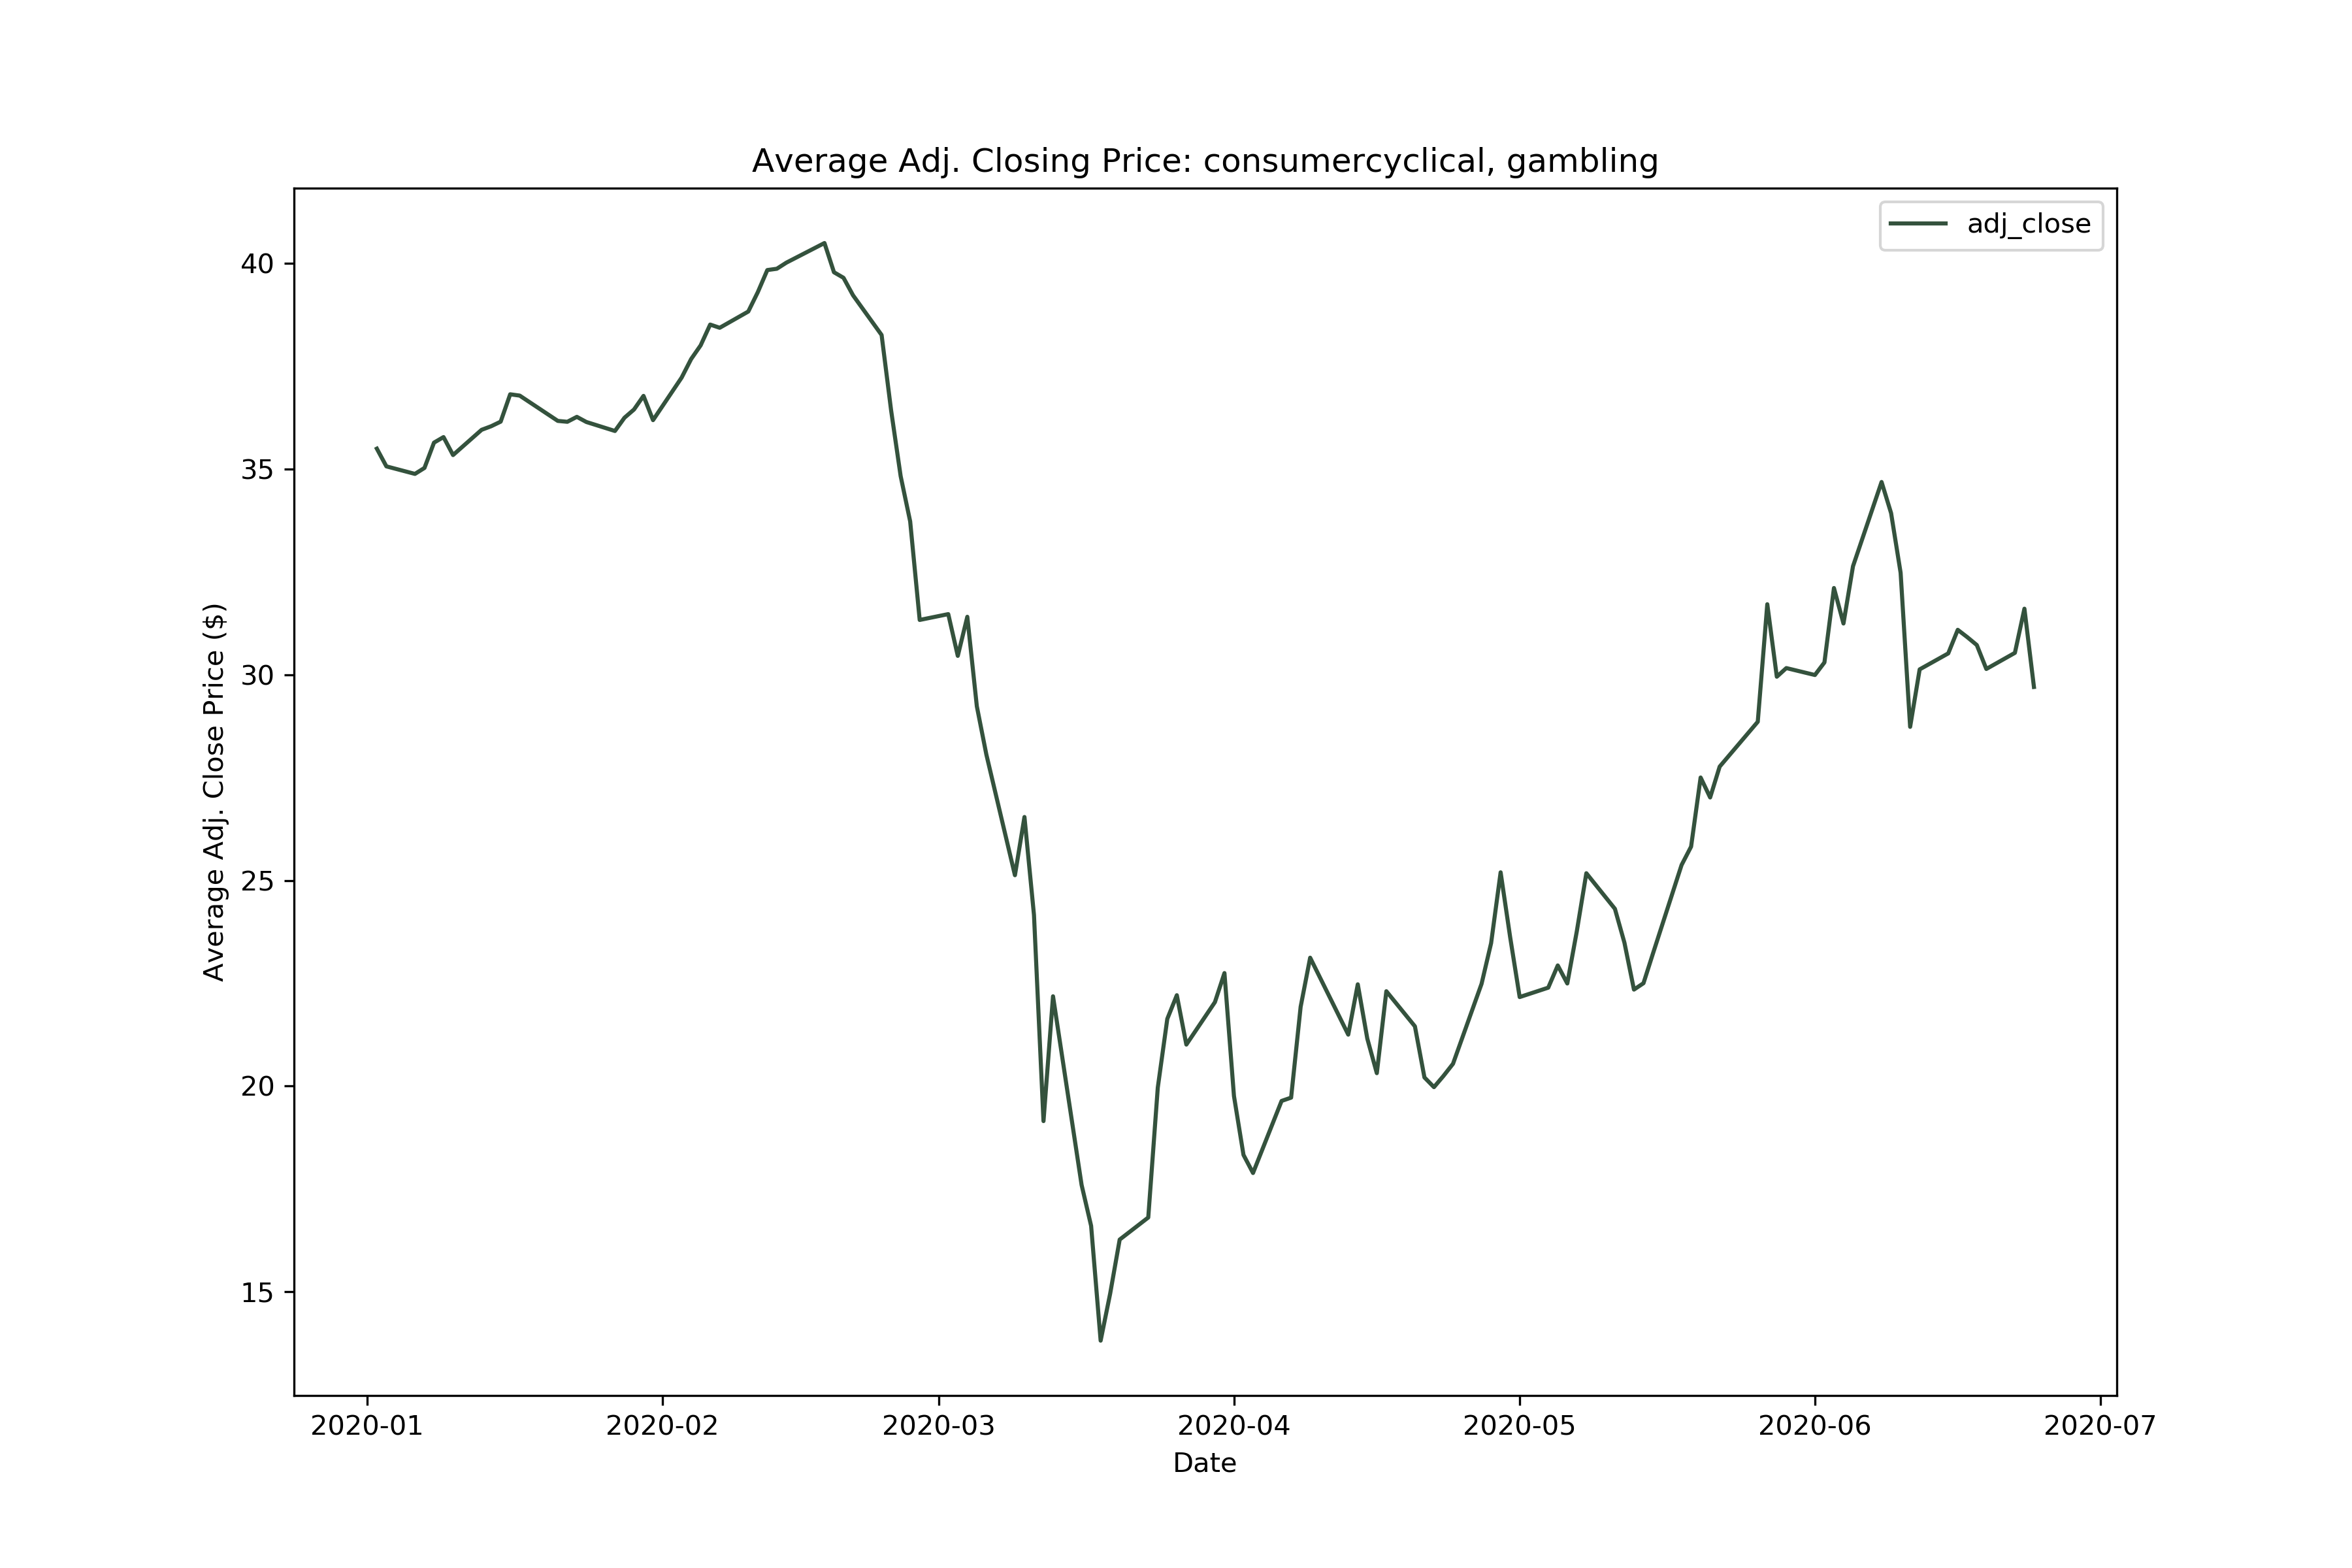 Average Adj. Closing Price: consumercyclical, gambling
adj_close
Average Adj. Close Price ($)
40
35
30
25
20
15
2020-01 2020-02 2020-03 2020-04 2020-05 2020-06 2020-07
Date